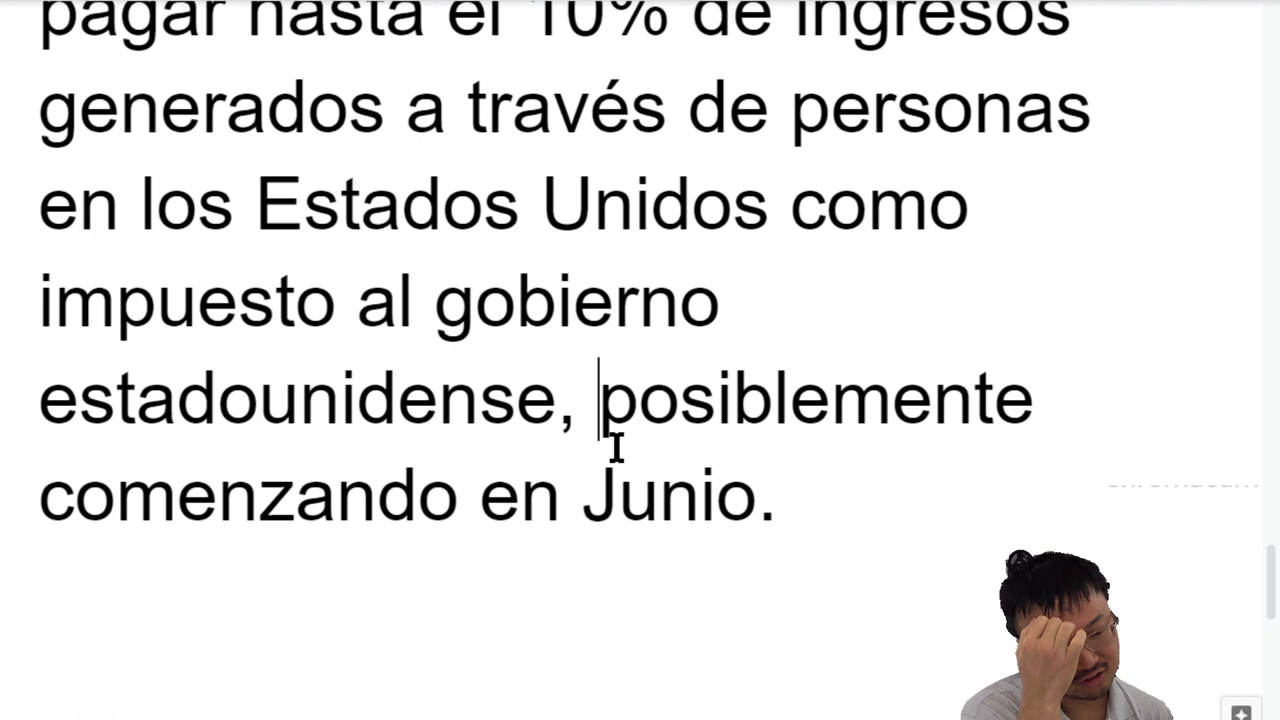 pagar hasta el 10% de ingresos
generados a través de personas
en los Estados Unidos como
impuesto al gobierno
estadounidense, posiblemente
comenzando en Junio.